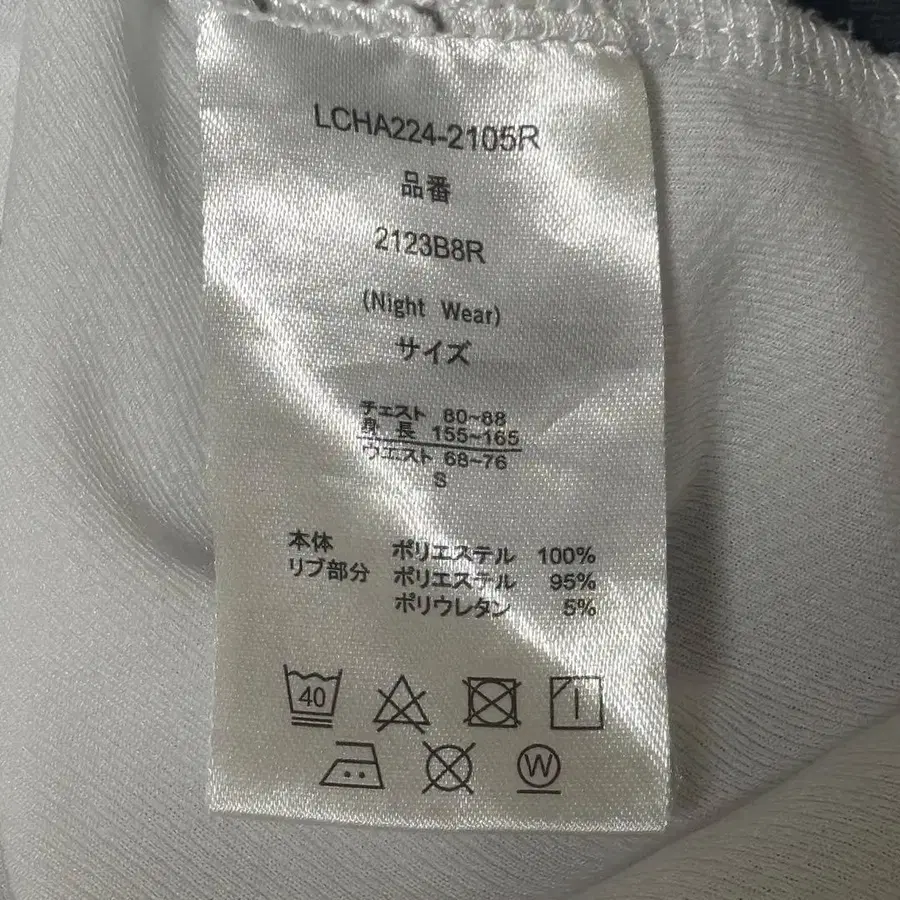 LCHA224-2105R
品番
2123B8R
(Night Wear)
サイズ
チェスト 80~88
身 長 155~165
ウエスト 68~76
S
本体 ポリエステル 100%
リブ部分 ポリエステル 95%
ポリウレタン 5%
40
W